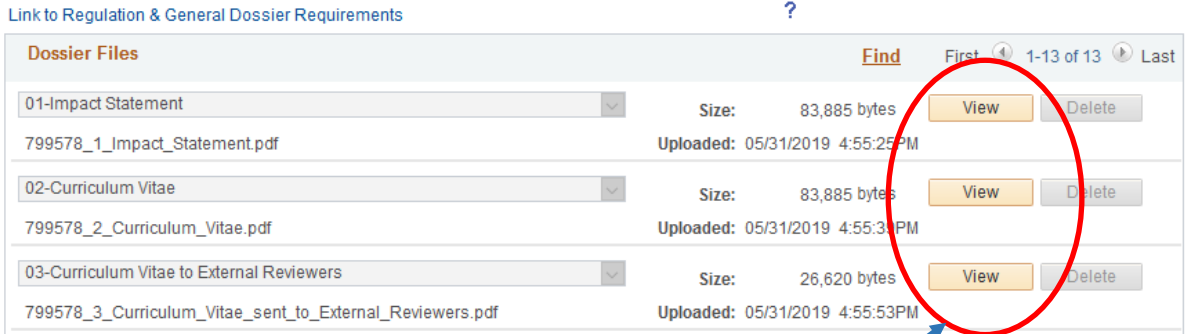 Link to Regulation & General Dossier Requirements ?
Dossier Files Find First 1-13 of 13 Last
01-Impact Statement Size: 83,885 bytes View Delete
799578_1_Impact_Statement.pdf Uploaded: 05/31/2019 4:55:25PM
02-Curriculum Vitae Size: 83,885 bytes View Delete
799578_2_Curriculum_Vitae.pdf Uploaded: 05/31/2019 4:55:39PM
03-Curriculum Vitae to External Reviewers Size: 26,620 bytes View Delete
799578_3_Curriculum_Vitae_sent_to_External_Reviewers.pdf Uploaded: 05/31/2019 4:55:53PM